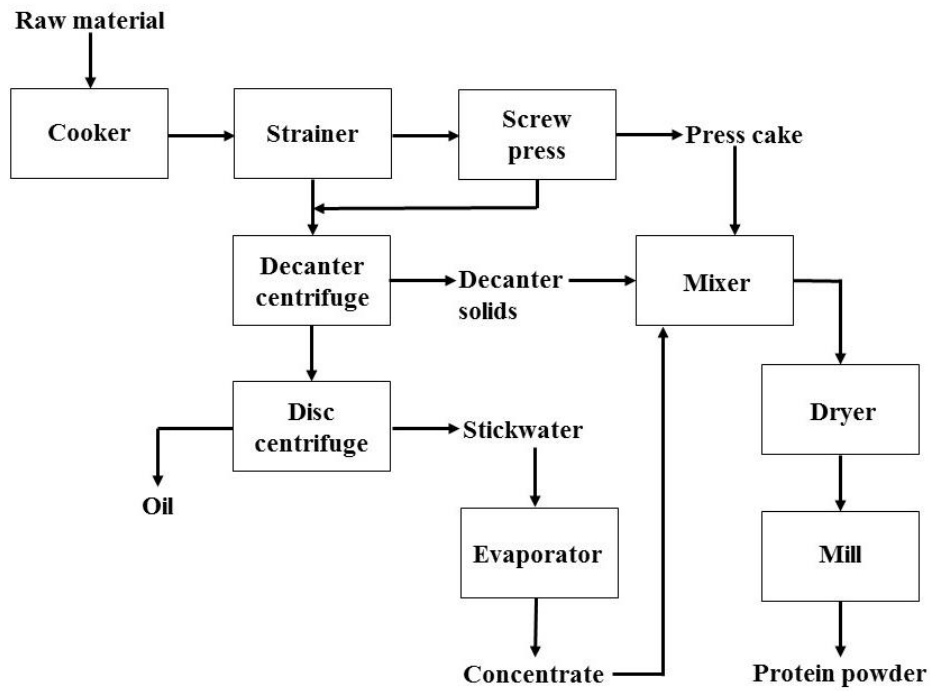 Raw material
Cooker
Strainer
Screw
press
Press cake
Decanter
centrifuge
Decanter
solids
Mixer
Disc
centrifuge
Stickwater
Dryer
Oil
Evaporator
Mill
Concentrate
Protein powder